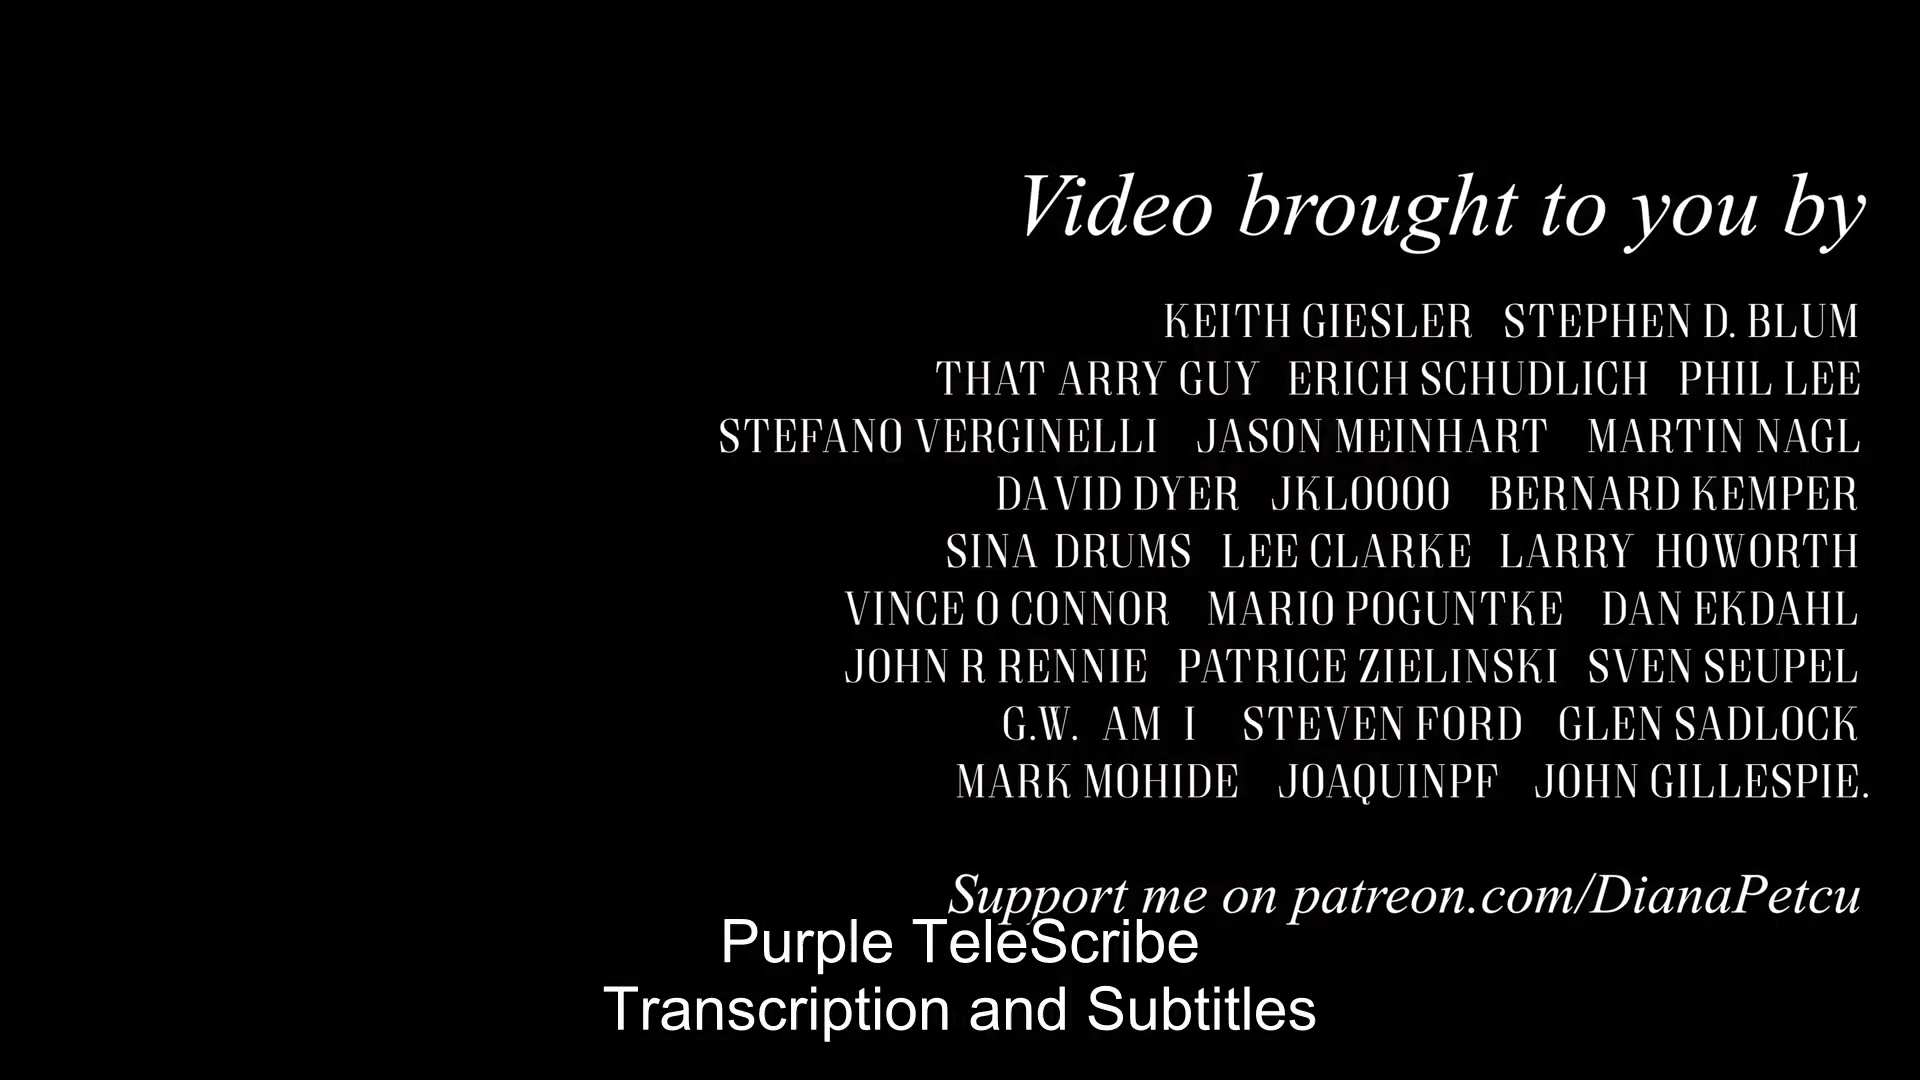 Video brought to you by
KEITH GIESLER STEPHEN D. BLUM
THAT ARRY GUY ERICH SCHUDLICH PHIL LEE
STEFANO VERGINELLI JASON MEINHART MARTIN NAGL
DAVID DYER JKLOOOO BERNARD KEMPER
SINA DRUMS LEE CLARKE LARRY HOWORTH
VINCE O CONNOR MARIO POGUNTKE DAN EKDAHL
JOHN R RENNIE PATRICE ZIELINSKI SVEN SEUPEL
G.W. AM I STEVEN FORD GLEN SADLOCK
MARK MOHIDE JOAQUINPF JOHN GILLESPIE.
Support me on patreon.com/DianaPetcu
Purple TeleScribe
Transcription and Subtitles